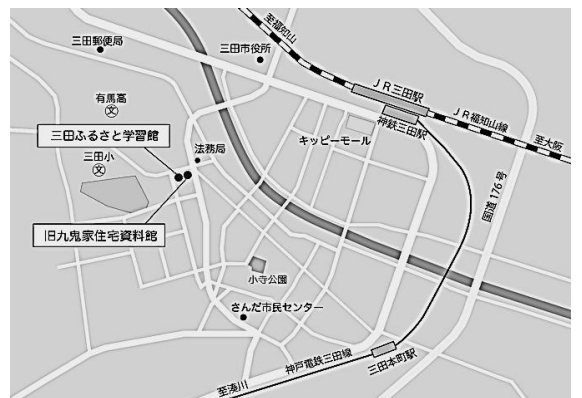 至福知山
三田郵便局
三田市役所
JR三田駅
有馬高
文
神鉄三田駅
JR福知山線
至大阪
キッピーモール
三田ふるさと学習館
法務局
三田小
文
国道176号
旧九鬼家住宅資料館
小寺公園
さんだ市民センター
神戸電鉄三田線
三田本町駅
至湊川